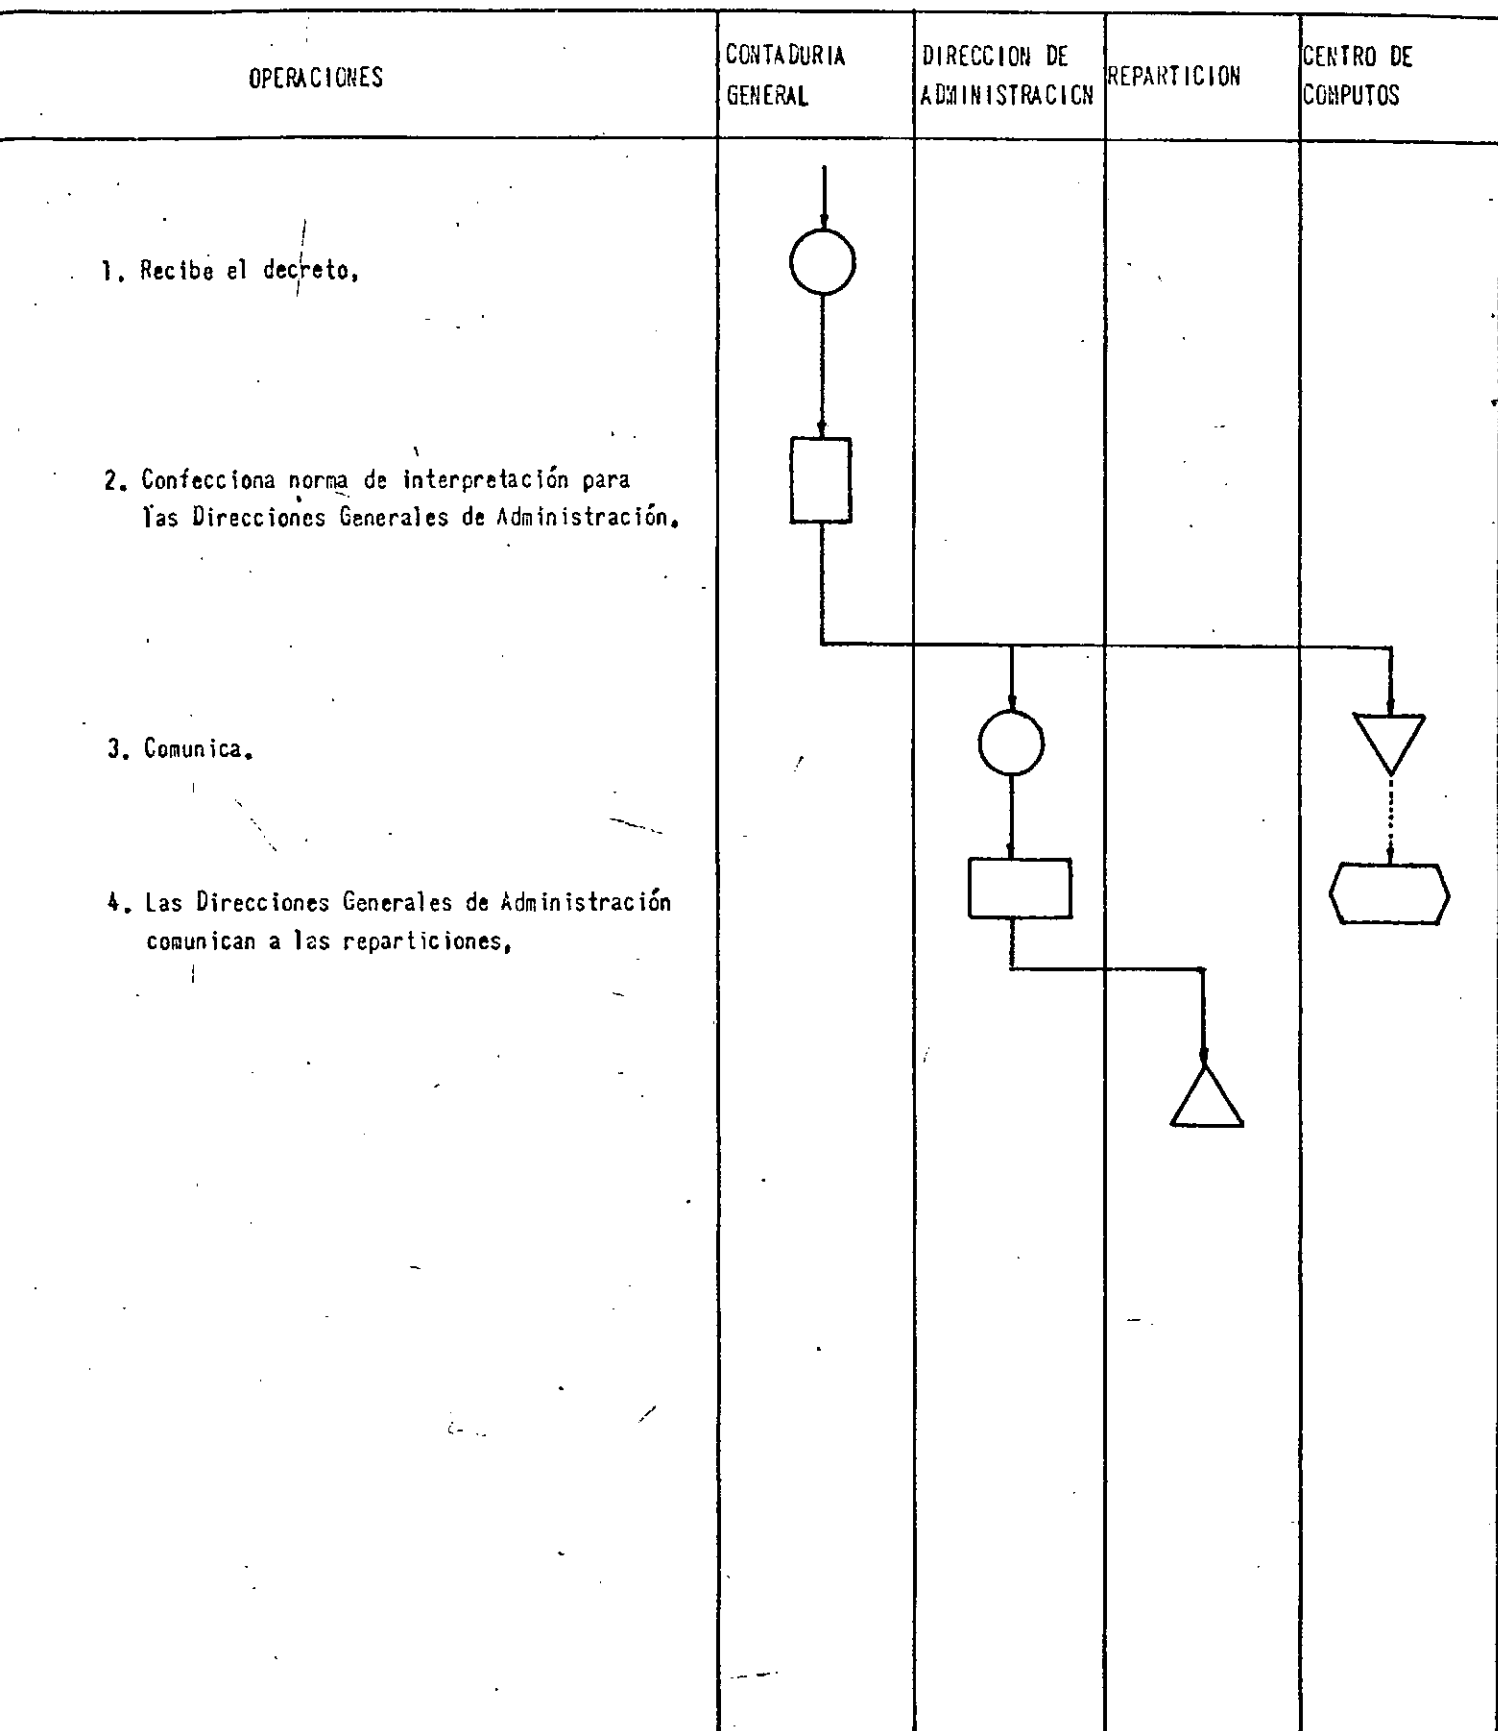 OPERACIONES
CONTADURIA
GENERAL
DIRECCION DE
ADMINISTRACION
REPARTICION
CENTRO DE
COMPUTOS
1. Recibe el decreto.
2. Confecciona norma de interpretación para
las Direcciones Generales de Administración.
3. Comunica.
4. Las Direcciones Generales de Administración
comunican a las reparticiones.